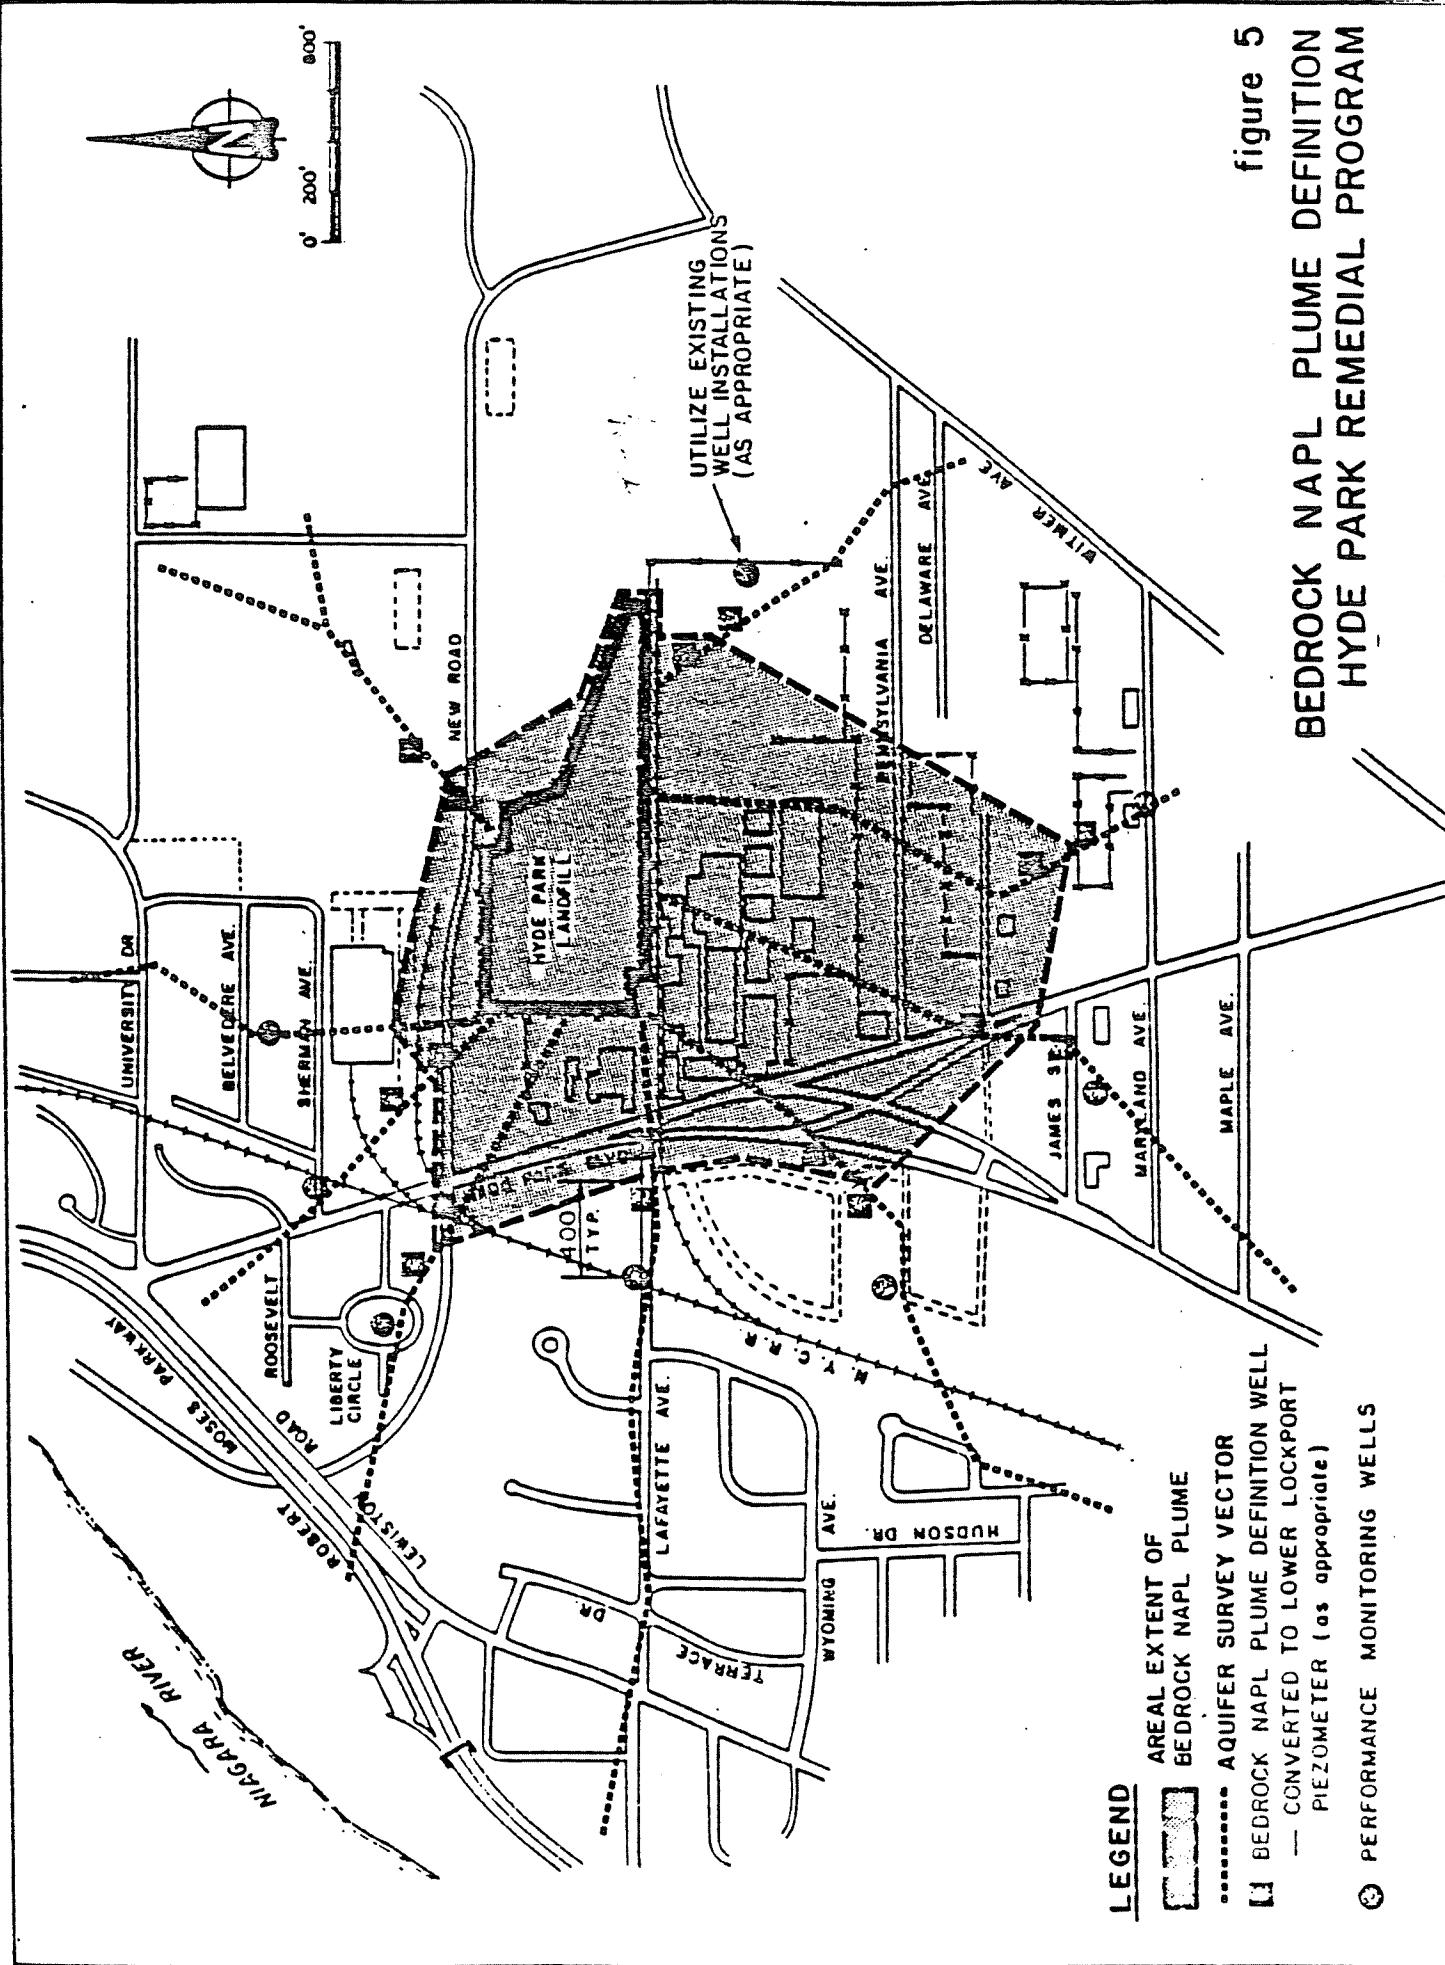 figure 5
BEDROCK NAPL PLUME DEFINITION
HYDE PARK REMEDIAL PROGRAM
N
0' 200' 800'
NIAGARA RIVER
ROBERT MOSES PARKWAY
LEWISTON ROAD
ROOSEVELT
LIBERTY
CIRCLE
UNIVERSITY DR
BELVEDERE AVE.
SHERMAN AVE.
NEW ROAD
HYDE PARK
LANDFILL
HYDE PARK BLVD.
400'
TYP.
UTILIZE EXISTING
WELL INSTALLATIONS
(AS APPROPRIATE)
LAFAYETTE AVE.
TERRACE DR.
WYOMING AVE.
HUDSON DR.
N. Y. C. R. R.
PENNSYLVANIA AVE.
DELAWARE AVE.
WITMER AVE
JAMES ST.
MARYLAND AVE.
MAPLE AVE.
LEGEND
AREAL EXTENT OF
BEDROCK NAPL PLUME
AQUIFER SURVEY VECTOR
BEDROCK NAPL PLUME DEFINITION WELL
— CONVERTED TO LOWER LOCKPORT
PIEZOMETER (as appropriate)
PERFORMANCE MONITORING WELLS